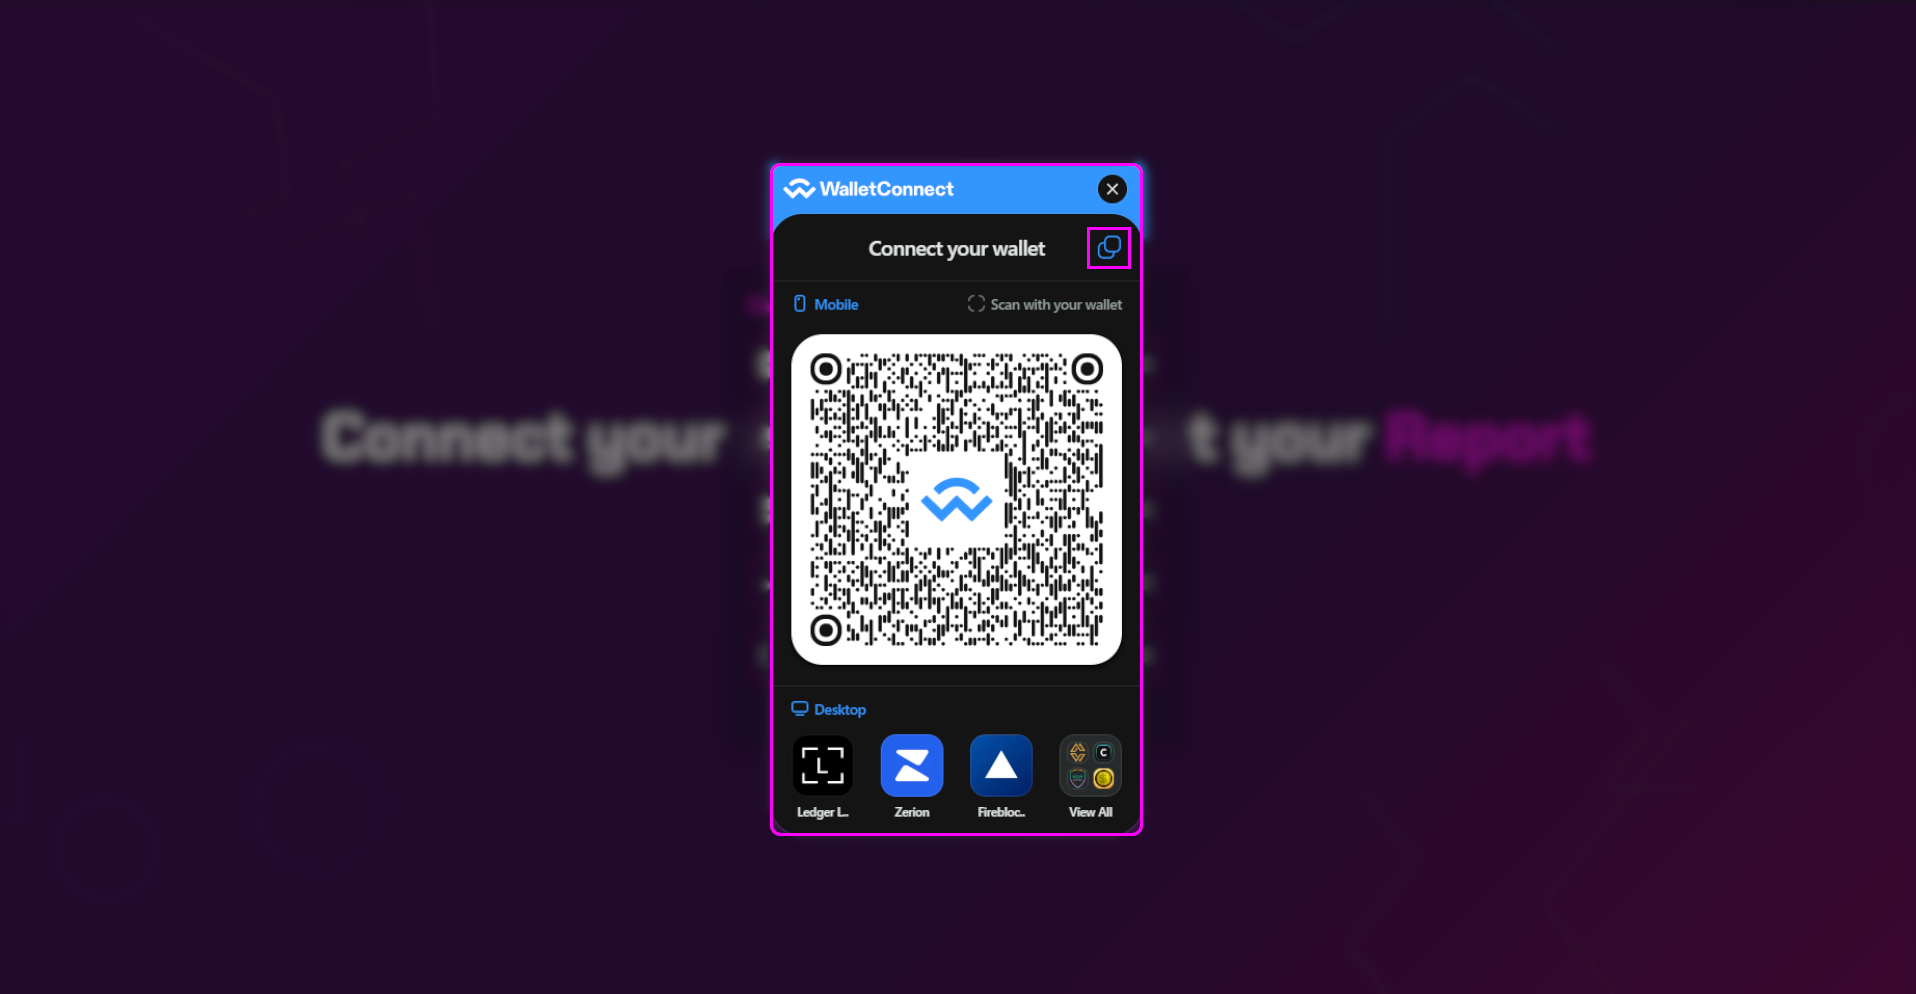 WalletConnect
Connect your wallet
Mobile
Scan with your wallet
Connect your
t your Report
Desktop
L
C
Ledger L..
Zerion
Firebloc..
View All